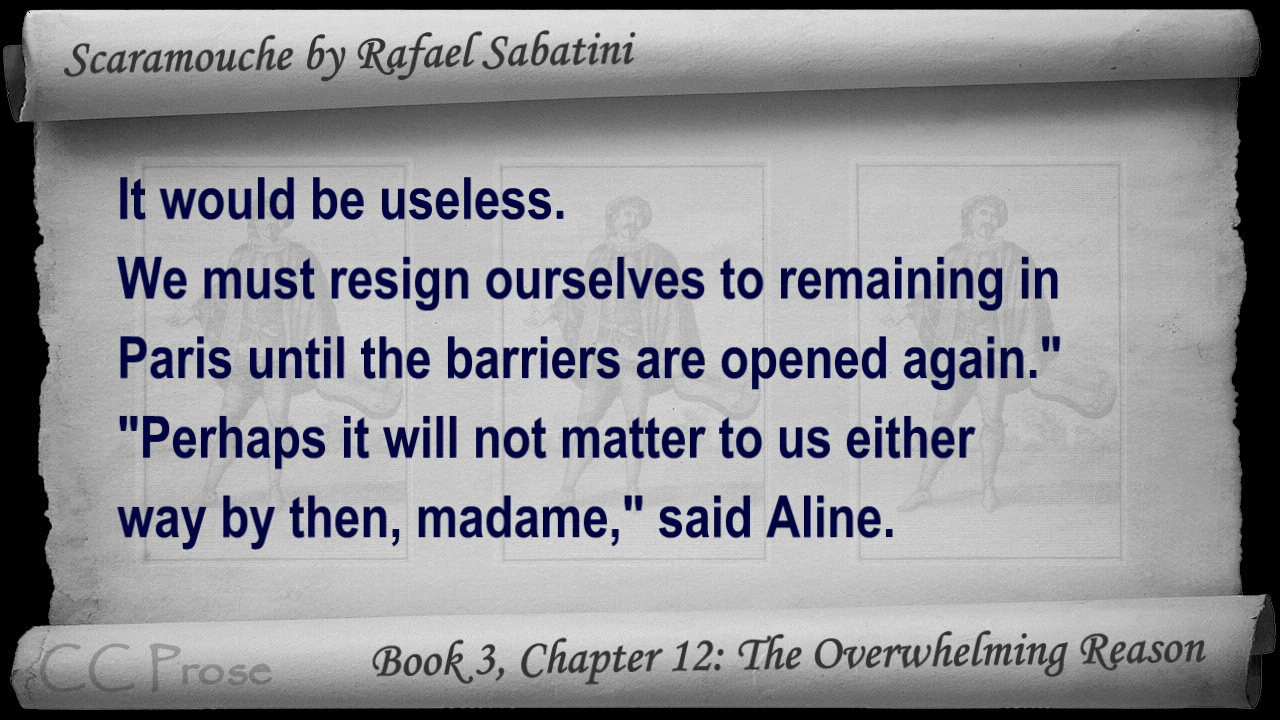 Scaramouche by Rafael Sabatini
It would be useless.
We must resign ourselves to remaining in
Paris until the barriers are opened again."
"Perhaps it will not matter to us either
way by then, madame," said Aline.
CC Prose
Book 3, Chapter 12: The Overwhelming Reason